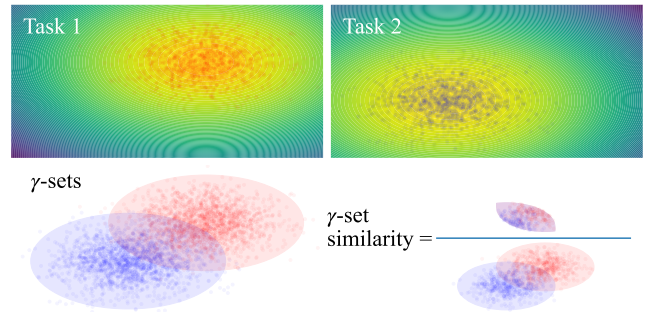 Task 1
Task 2
γ-sets
γ-set
similarity =